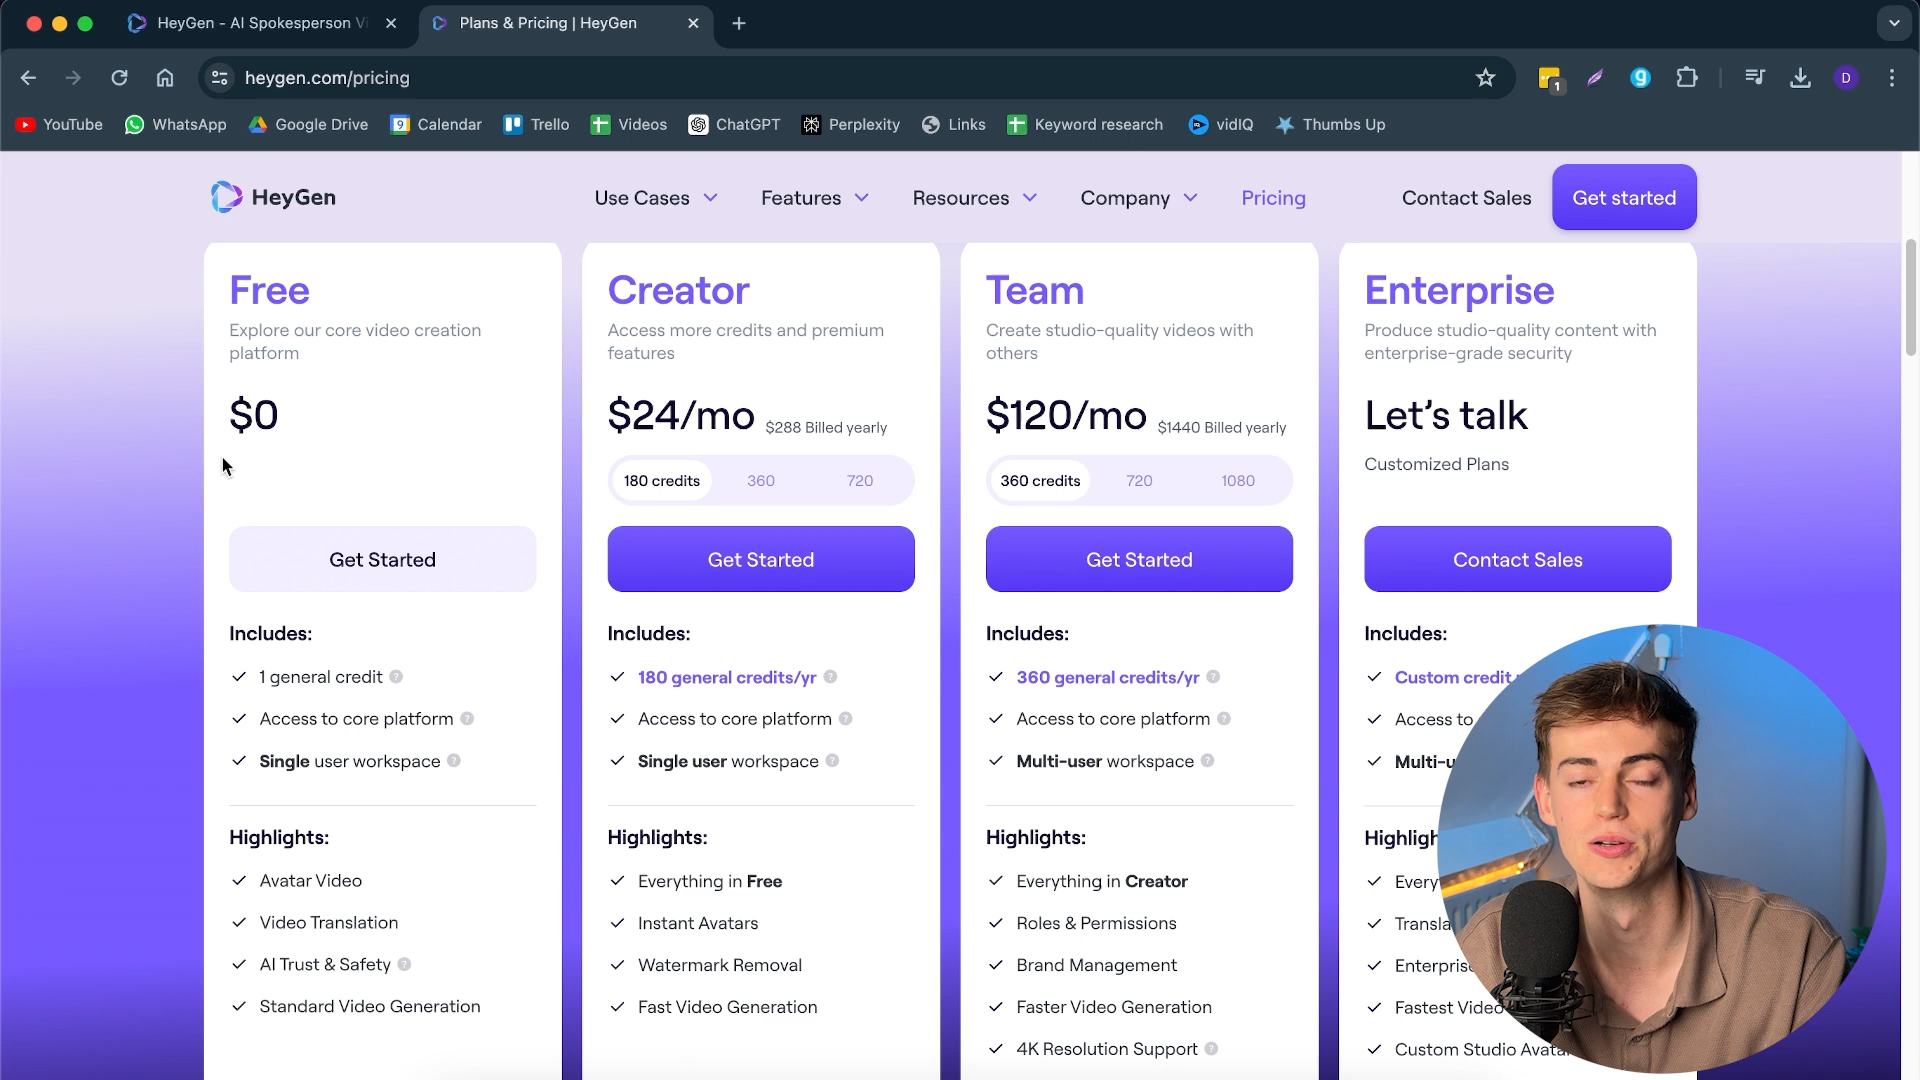 HeyGen - AI Spokesperson Vi
Plans & Pricing | HeyGen
heygen.com/pricing
1
g
D
YouTube
WhatsApp
Google Drive
9
Calendar
Trello
Videos
ChatGPT
Perplexity
Links
Keyword research
vidIQ
Thumbs Up
HeyGen
Use Cases
Features
Resources
Company
Pricing
Contact Sales
Get started
Free
Explore our core video creation
platform
$0
Get Started
Includes:
1 general credit ?
Access to core platform ?
Single user workspace ?
Highlights:
Avatar Video
Video Translation
AI Trust & Safety ?
Standard Video Generation
Creator
Access more credits and premium
features
$24/mo $288 Billed yearly
180 credits 360 720
Get Started
Includes:
180 general credits/yr ?
Access to core platform ?
Single user workspace ?
Highlights:
Everything in Free
Instant Avatars
Watermark Removal
Fast Video Generation
Team
Create studio-quality videos with
others
$120/mo $1440 Billed yearly
360 credits 720 1080
Get Started
Includes:
360 general credits/yr ?
Access to core platform ?
Multi-user workspace ?
Highlights:
Everything in Creator
Roles & Permissions
Brand Management
Faster Video Generation
4K Resolution Support ?
Enterprise
Produce studio-quality content with
enterprise-grade security
Let's talk
Customized Plans
Contact Sales
Includes:
Custom credit
Access to
Multi-u
Highligh
Every
Transla
Enterpris
Fastest Video
Custom Studio Avata